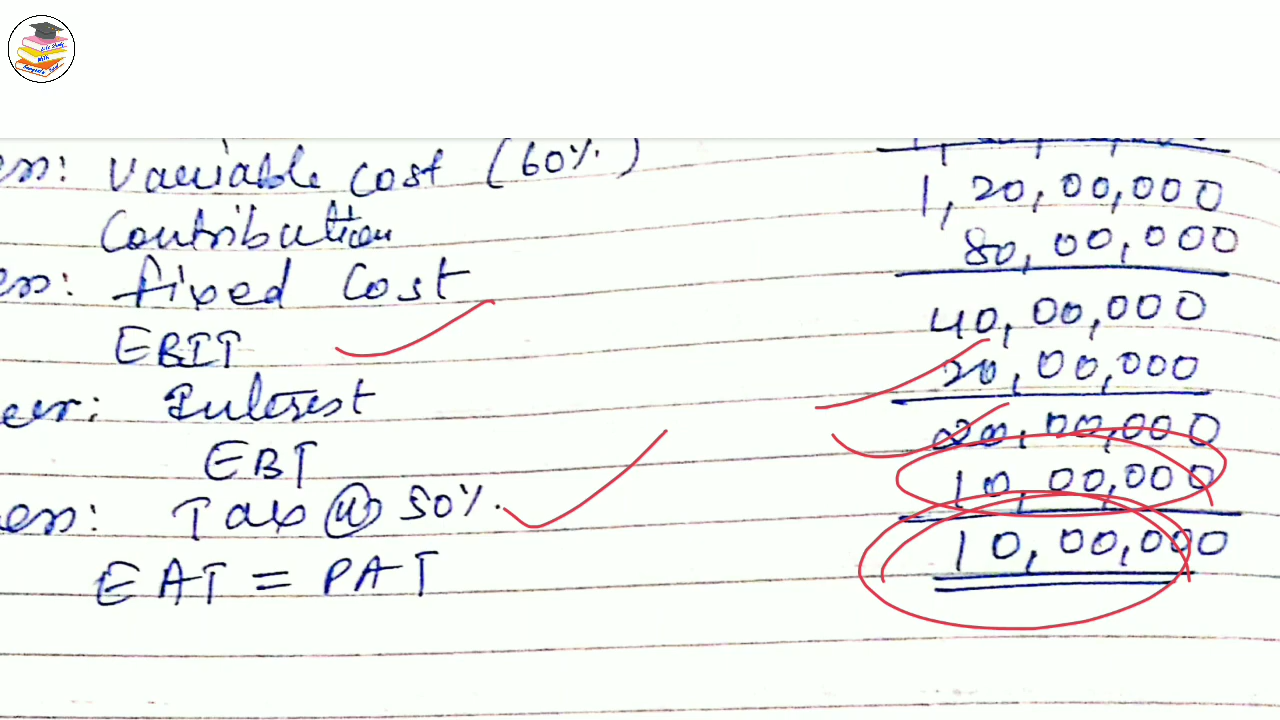 ess: Variable Cost (60%)
Contribution 1,20,00,000
ess: Fixed Cost 80,00,000
EBIT 40,00,000
ess: Interest 20,00,000
EBT 20,00,000
ess: Tax @ 50% 10,00,000
EAT = PAT 10,00,000